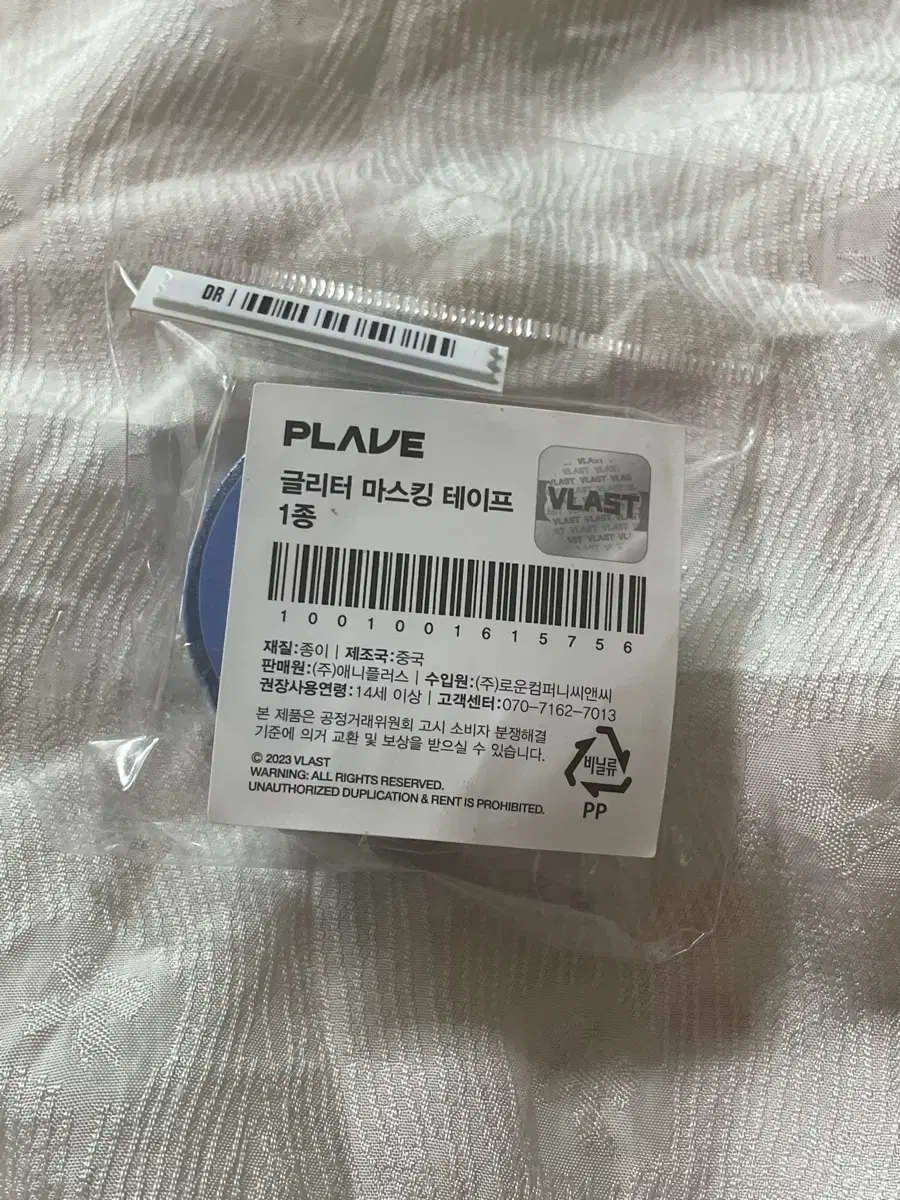 DR
PLAVE
글리터 마스킹 테이프
1종
VLAST
1001001615756
재질:종이 | 제조국:중국
판매원:(주)애니플러스 | 수입원:(주)로운컴퍼니씨앤씨
권장사용연령:14세 이상 | 고객센터:070-7162-7013
본 제품은 공정거래위원회 고시 소비자 분쟁해결
기준에 의거 교환 및 보상을 받으실 수 있습니다.
비닐류
PP
© 2023 VLAST
WARNING: ALL RIGHTS RESERVED.
UNAUTHORIZED DUPLICATION & RENT IS PROHIBITED.